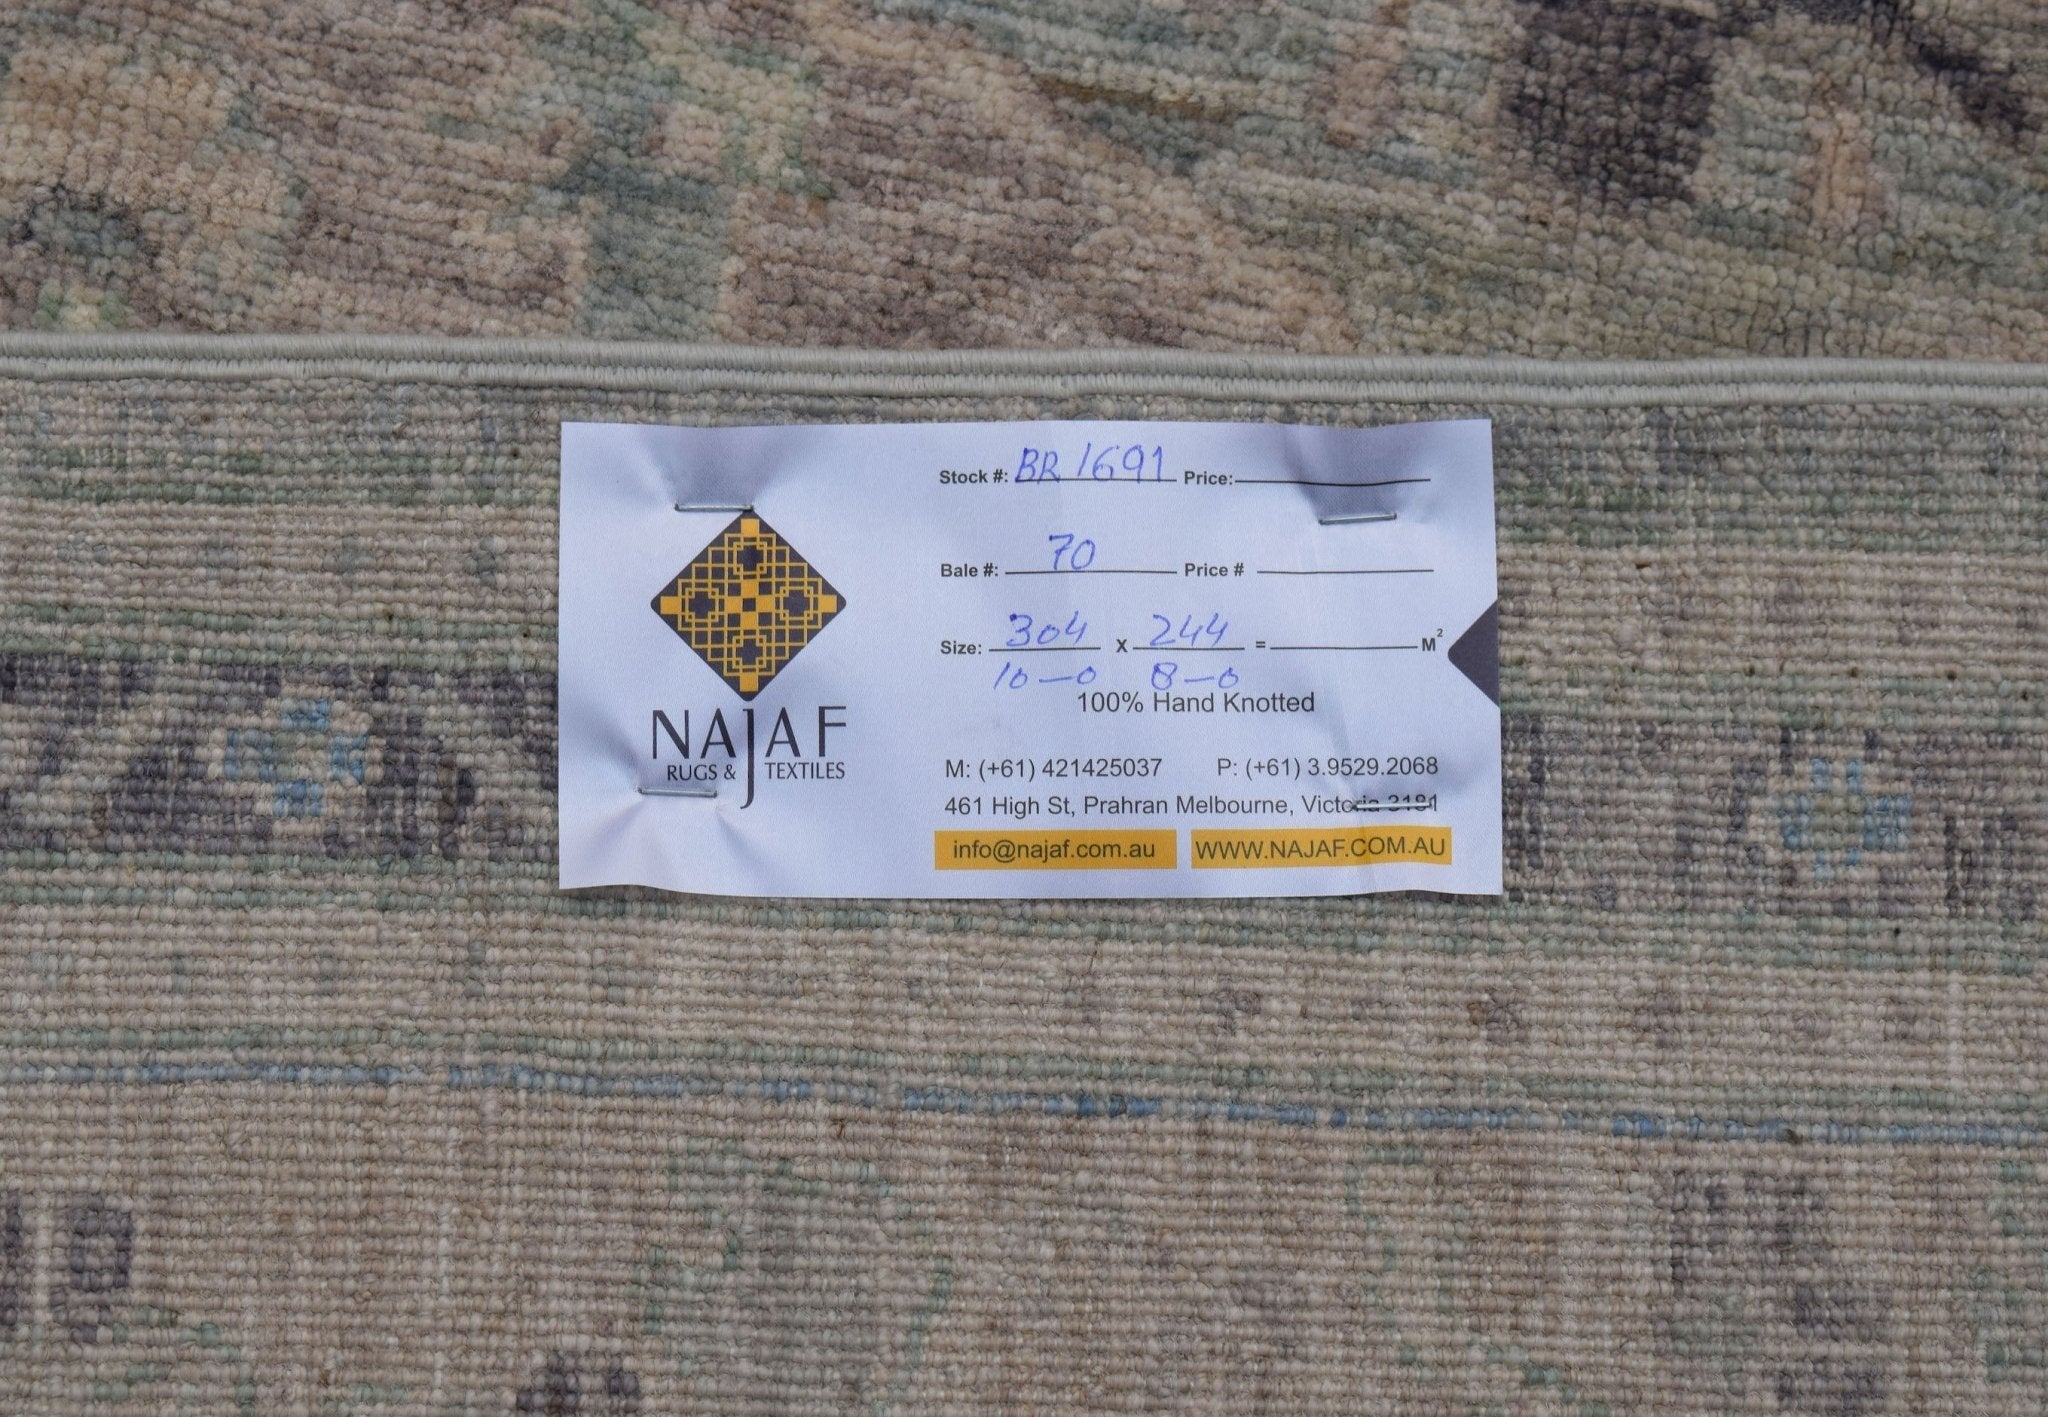 Stock #: BR 1691 Price:
Bale #: 70 Price #
Size: 304 x 244 = M²
10-0 8-0
100% Hand Knotted
NAJAF
RUGS & TEXTILES
M: (+61) 421425037 P: (+61) 3.9529.2068
461 High St, Prahran Melbourne, Victoria 3181
info@najaf.com.au WWW.NAJAF.COM.AU